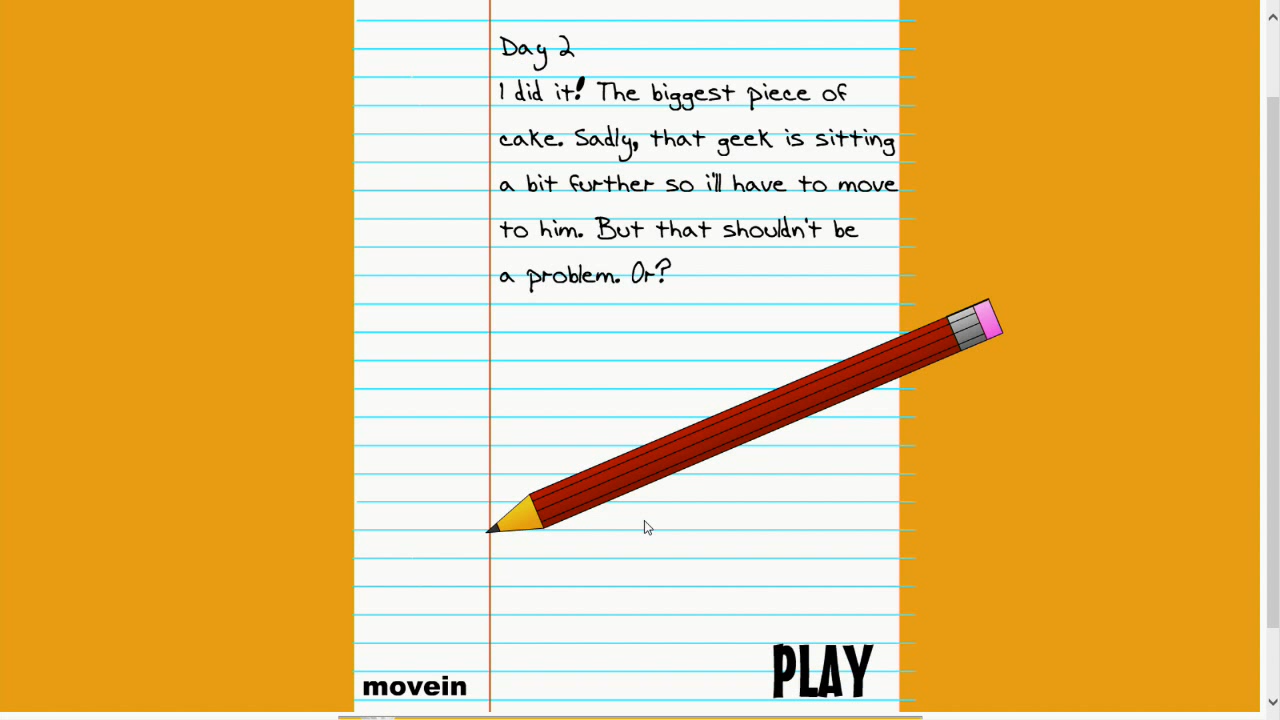 Day 2
I did it! The biggest piece of
cake. Sadly, that geek is sitting
a bit further so i'll have to move
to him. But that shouldn't be
a problem. Or?
movein
PLAY